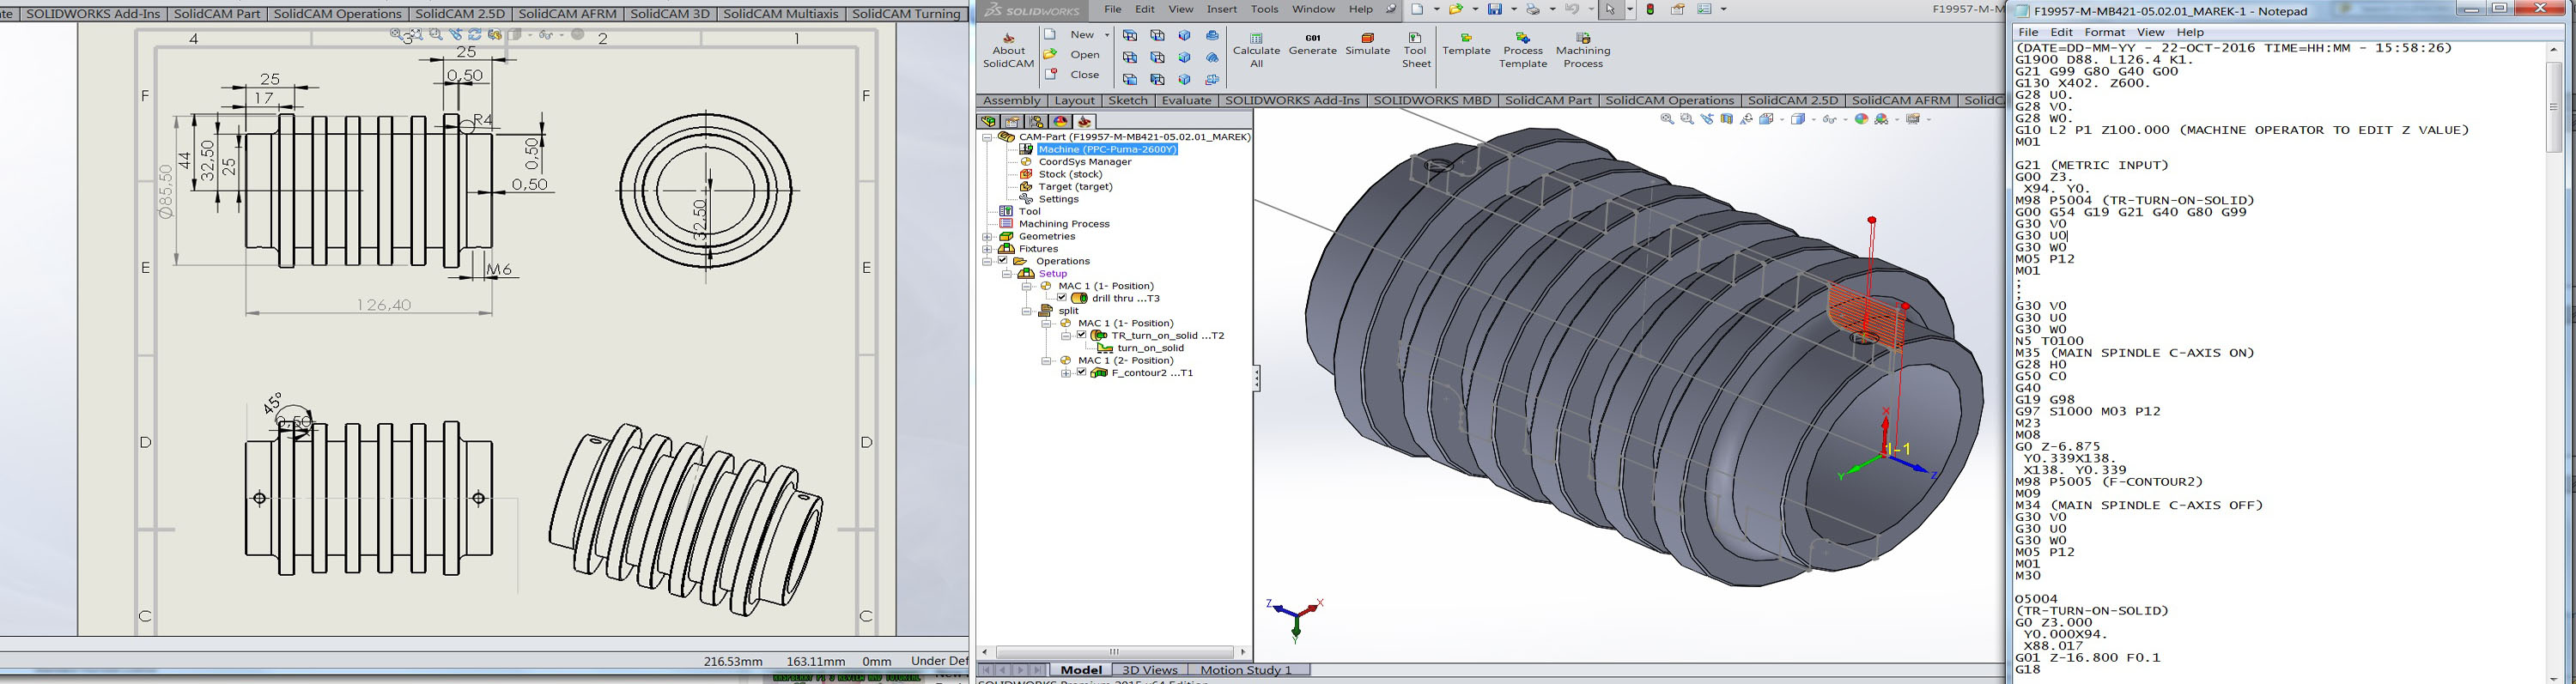 SOLIDWORKS Add-Ins SolidCAM Part SolidCAM Operations SolidCAM 2.5D SolidCAM AFRM SolidCAM 3D SolidCAM Multiaxis SolidCAM Turning
4 3 2 1
25
0,50
25
17
F
F
R4
44
32,50
25
Ø85,50
0,50
0,50
32,50
E
E
M6
126,40
45°
0,50
D
D
C
C
216.53mm 163.11mm 0mm Under Def
RASPBERRY PI 3 REVIEW AND TUTORIAL
SOLIDWORKS File Edit View Insert Tools Window Help
F19957-M
About SolidCAM
New
Open
Close
Calculate All
G01 Generate
Simulate
Tool Sheet
Template
Process Template
Machining Process
Assembly Layout Sketch Evaluate SOLIDWORKS Add-Ins SOLIDWORKS MBD SolidCAM Part SolidCAM Operations SolidCAM 2.5D SolidCAM AFRM SolidC
CAM-Part (F19957-M-MB421-05.02.01_MAREK)
Machine (PPC-Puma-2600Y)
CoordSys Manager
Stock (stock)
Target (target)
Settings
Tool
Machining Process
Geometries
Fixtures
Operations
Setup
MAC 1 (1- Position)
drill thru ...T3
split
MAC 1 (1- Position)
TR_turn_on_solid ...T2
turn_on_solid
MAC 1 (2- Position)
F_contour2 ...T1
X
1-1
Y
Z
Z
X
Y
Model 3D Views Motion Study 1
SOLIDWORKS Premium 2015 x64 Edition
F19957-M-MB421-05.02.01_MAREK-1 - Notepad
File Edit Format View Help
(DATE=DD-MM-YY - 22-OCT-2016 TIME=HH:MM - 15:58:26)
G1900 D88. L126.4 K1.
G21 G99 G80 G40 G00
G130 X402. Z600.
G28 U0.
G28 V0.
G28 W0.
G10 L2 P1 Z100.000 (MACHINE OPERATOR TO EDIT Z VALUE)
M01
G21 (METRIC INPUT)
G00 Z3.
X94. Y0.
M98 P5004 (TR-TURN-ON-SOLID)
G00 G54 G19 G21 G40 G80 G99
G30 V0
G30 U0
G30 W0
M05 P12
M01
;
;
G30 V0
G30 U0
G30 W0
N5 T0100
M35 (MAIN SPINDLE C-AXIS ON)
G28 H0
G50 C0
G40
G19 G98
G97 S1000 M03 P12
M23
M08
G0 Z-6.875
Y0.339X138.
X138. Y0.339
M98 P5005 (F-CONTOUR2)
M09
M34 (MAIN SPINDLE C-AXIS OFF)
G30 V0
G30 U0
G30 W0
M05 P12
M01
M30
O5004
(TR-TURN-ON-SOLID)
G0 Z3.000
Y0.000X94.
X88.017
G01 Z-16.800 F0.1
G18